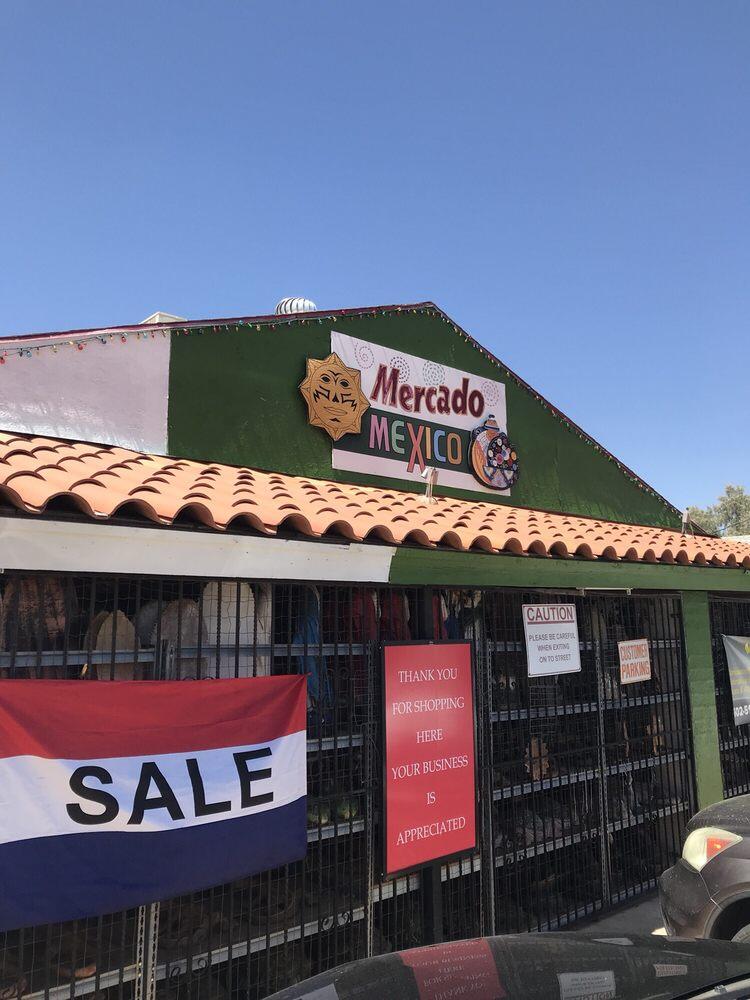 Mercado
MEXICO
CAUTION
PLEASE BE CAREFUL
WHEN EXITING
ON TO STREET
CUSTOMER
PARKING
THANK YOU
FOR SHOPPING
HERE
YOUR BUSINESS
IS
APPRECIATED
SALE